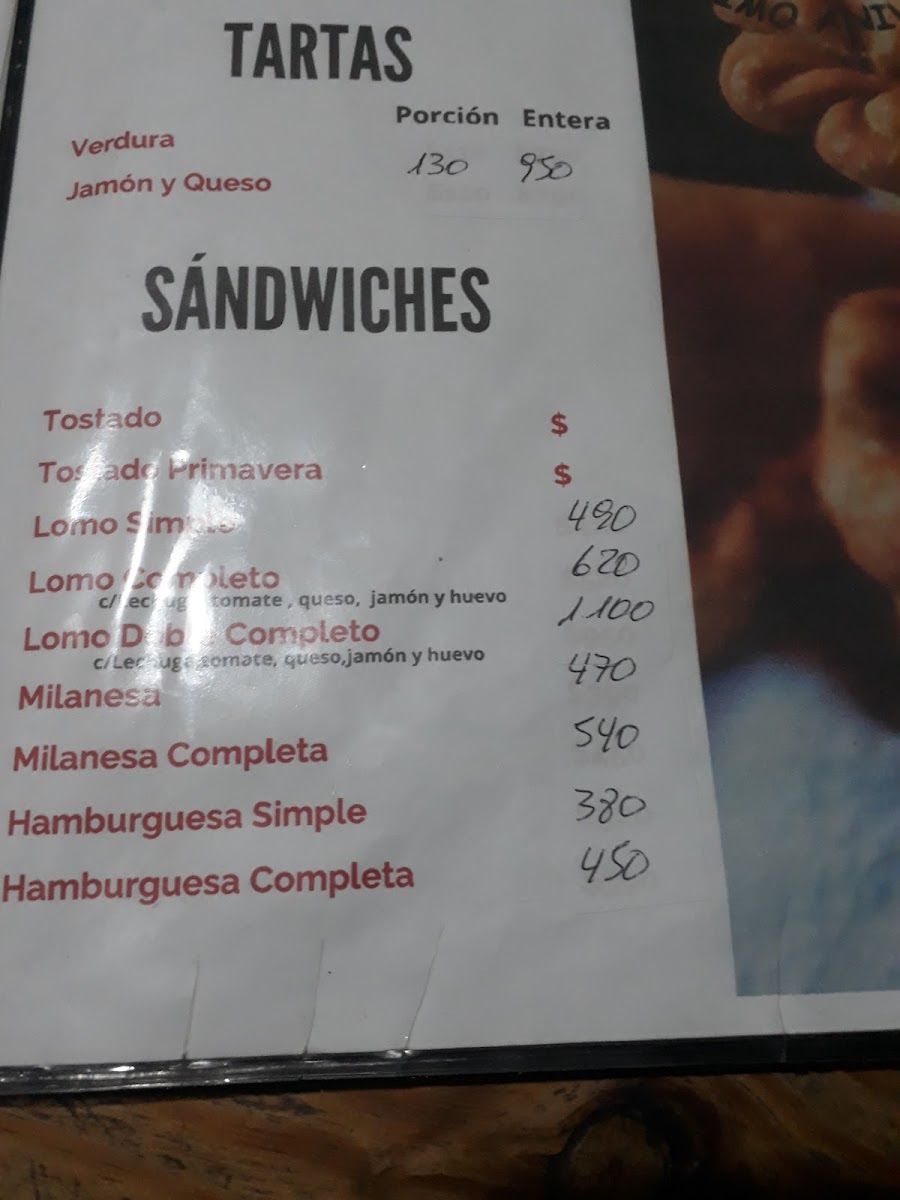 TARTAS
Porción Entera
Verdura
130 950
Jamón y Queso
SÁNDWICHES
Tostado $
Tostado Primavera $
Lomo Simple 490
Lomo Completo 620
c/Lechuga tomate, queso, jamón y huevo
Lomo Doble Completo 1100
c/Lechuga tomate, queso,jamón y huevo
Milanesa 470
Milanesa Completa 540
Hamburguesa Simple 380
Hamburguesa Completa 450